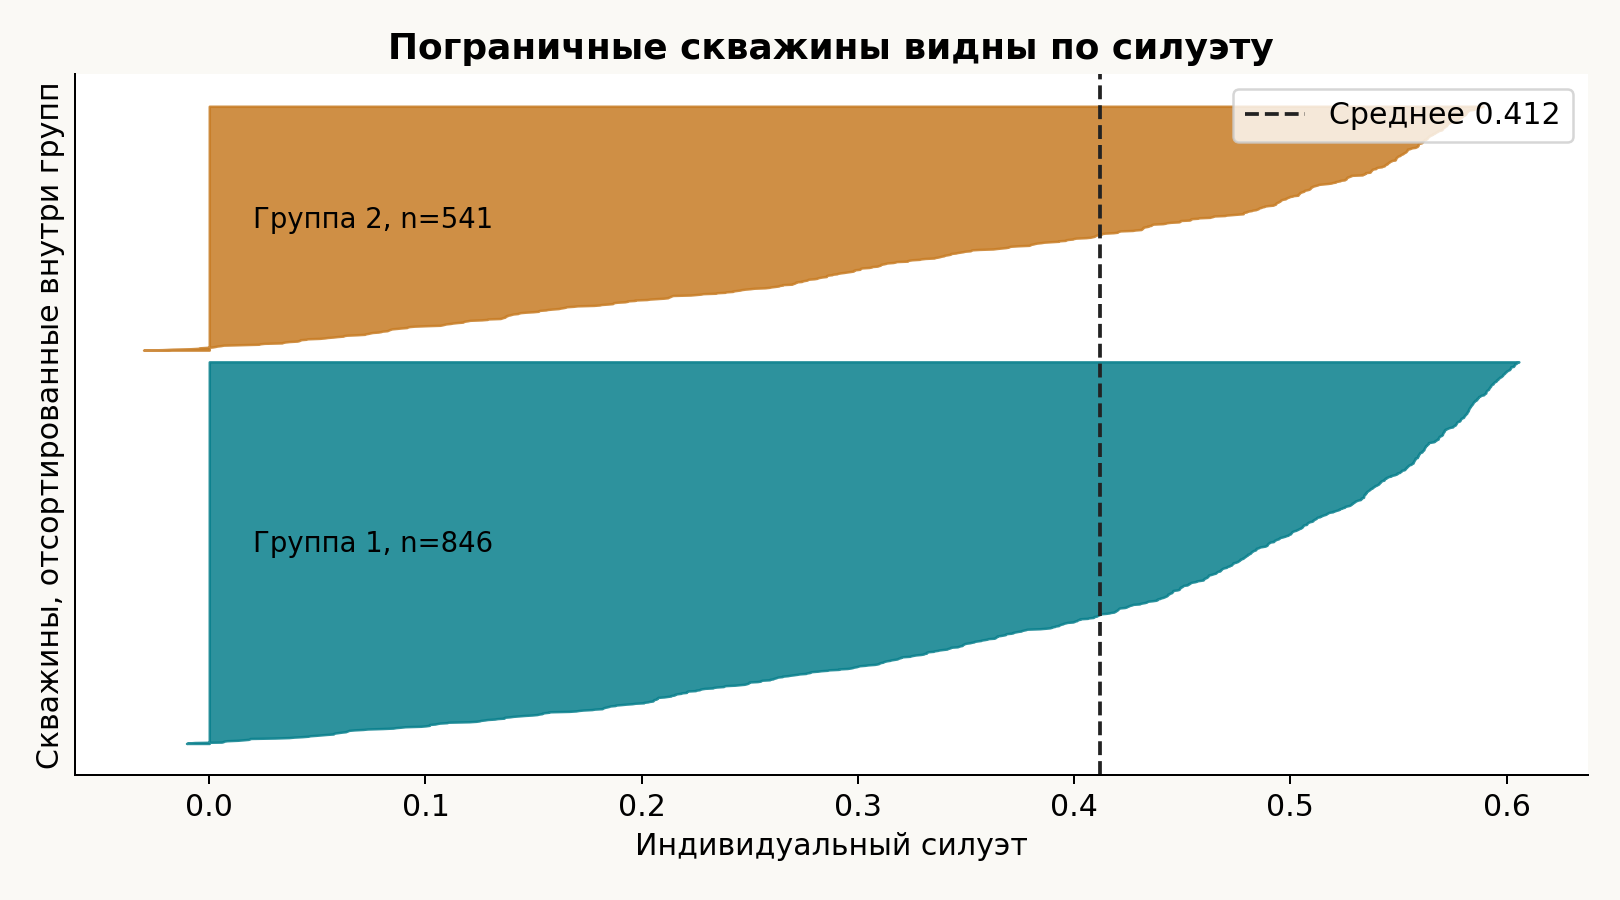 Пограничные скважины видны по силуэту
Скважины, отсортированные внутри групп
Среднее 0.412
Группа 2, n=541
Группа 1, n=846
0.0 0.1 0.2 0.3 0.4 0.5 0.6
Индивидуальный силуэт